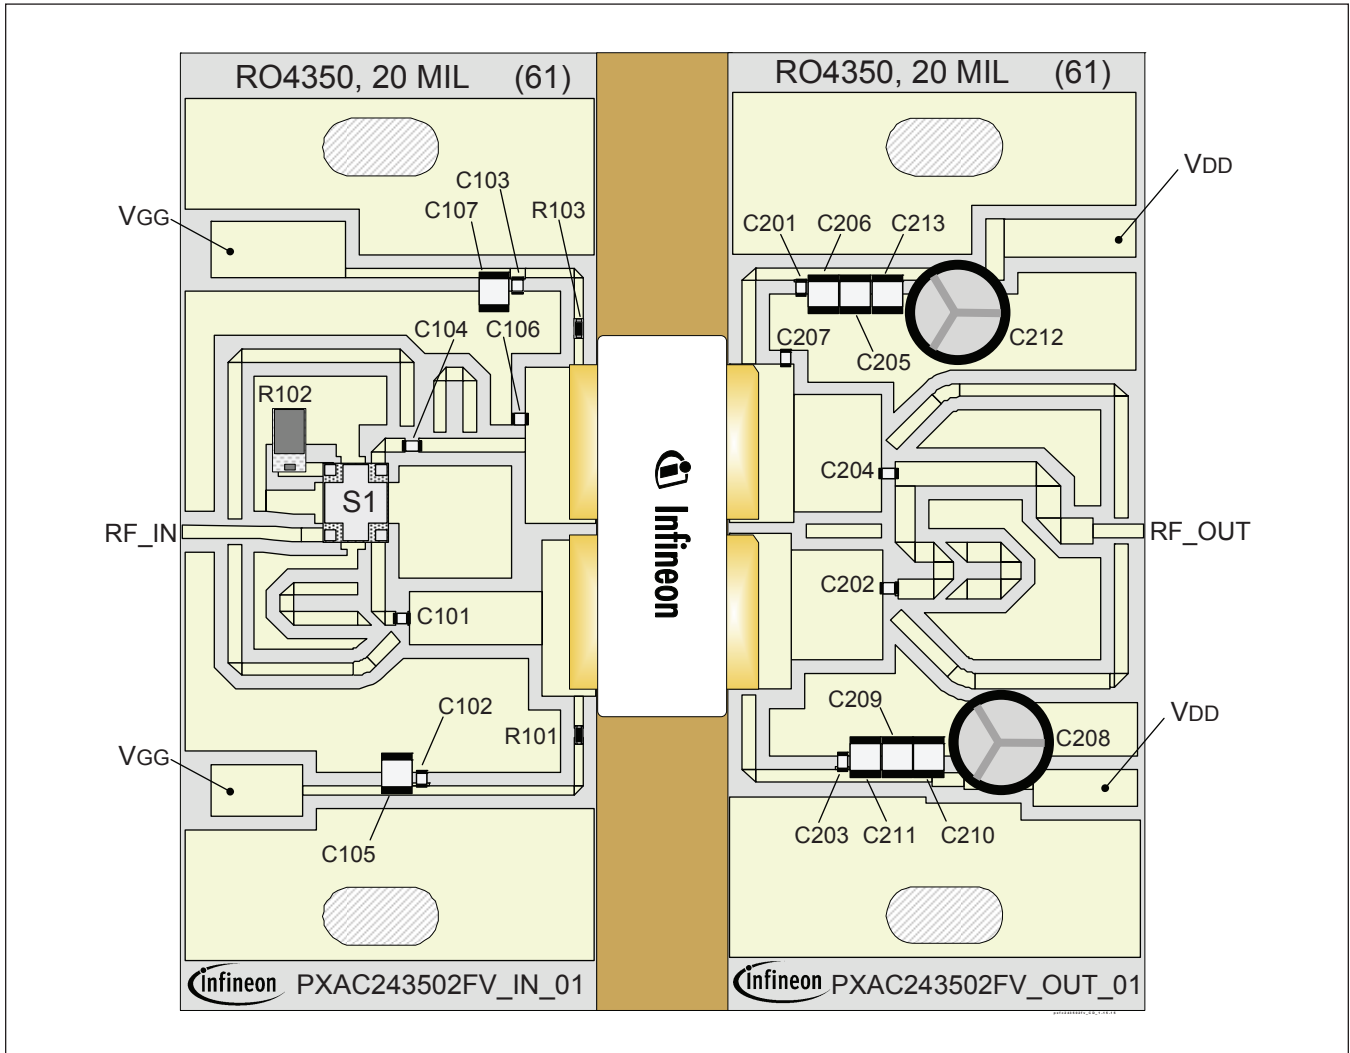 RO4350, 20 MIL (61)
RO4350, 20 MIL (61)
VDD
C103
C107
R103
VGG
C201
C206
C213
C104
C106
C207
C212
C205
R102
C204
S1
RF_IN
RF_OUT
Infineon
C202
C101
C102
C209
R101
C208
VDD
VGG
C203
C211
C210
C105
infineon PXAC243502FV_IN_01
infineon PXAC243502FV_OUT_01